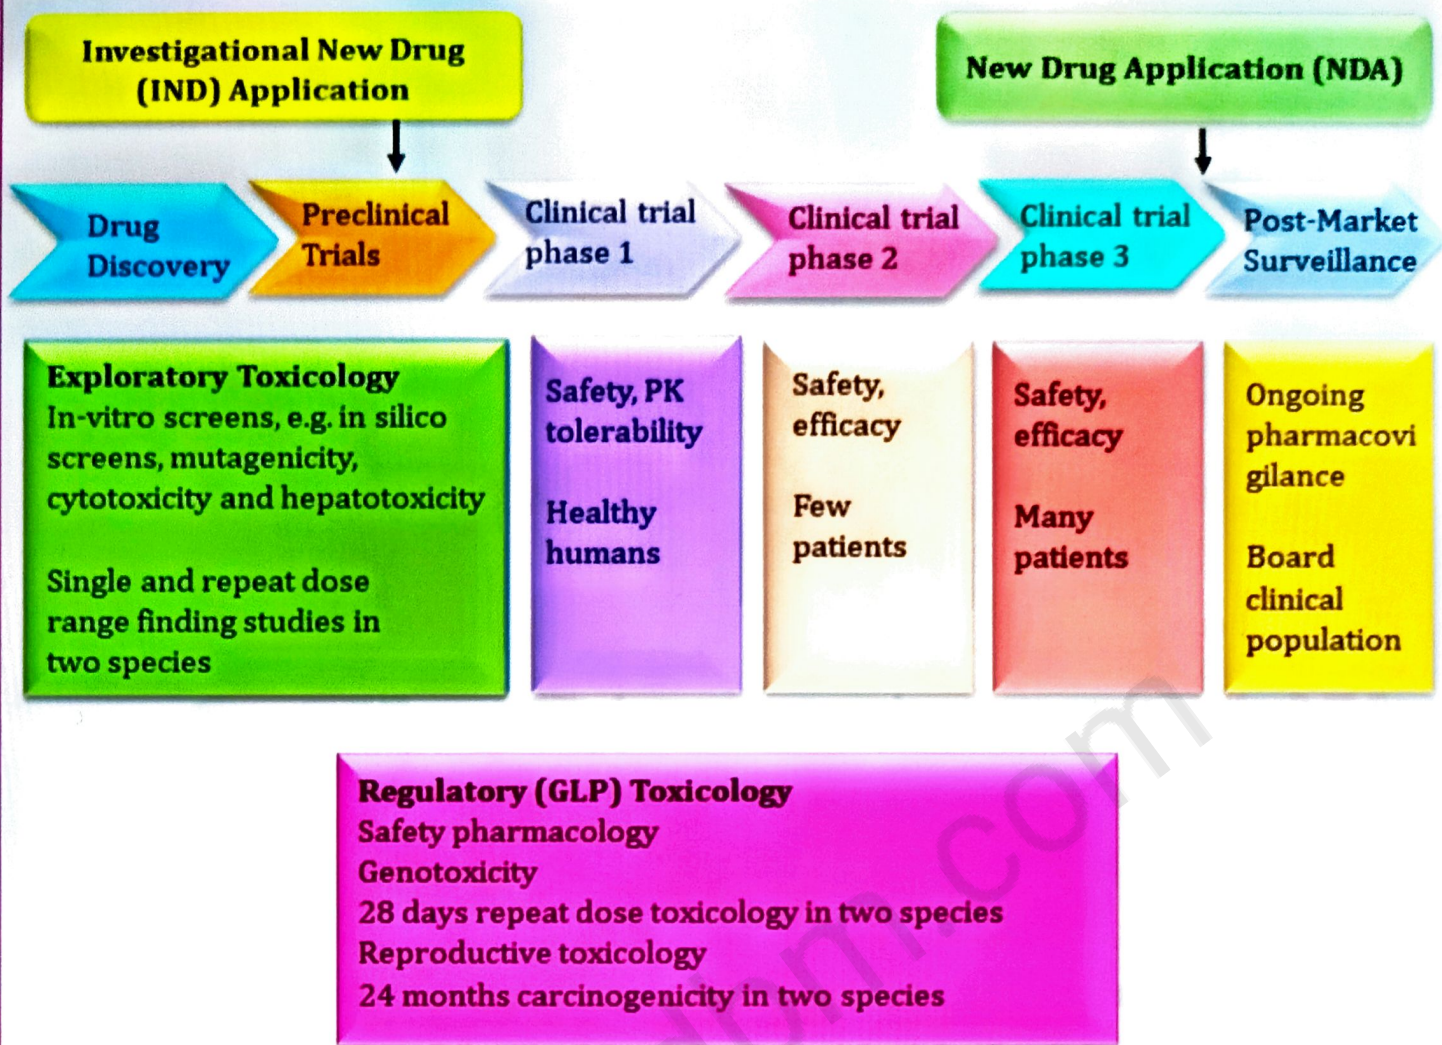 Investigational New Drug
(IND) Application
New Drug Application (NDA)
Drug
Discovery
Preclinical
Trials
Clinical trial
phase 1
Clinical trial
phase 2
Clinical trial
phase 3
Post-Market
Surveillance
Exploratory Toxicology
In-vitro screens, e.g. in silico
screens, mutagenicity,
cytotoxicity and hepatotoxicity
Single and repeat dose
range finding studies in
two species
Safety, PK
tolerability
Healthy
humans
Safety,
efficacy
Few
patients
Safety,
efficacy
Many
patients
Ongoing
pharmacovi
gilance
Board
clinical
population
Regulatory (GLP) Toxicology
Safety pharmacology
Genotoxicity
28 days repeat dose toxicology in two species
Reproductive toxicology
24 months carcinogenicity in two species